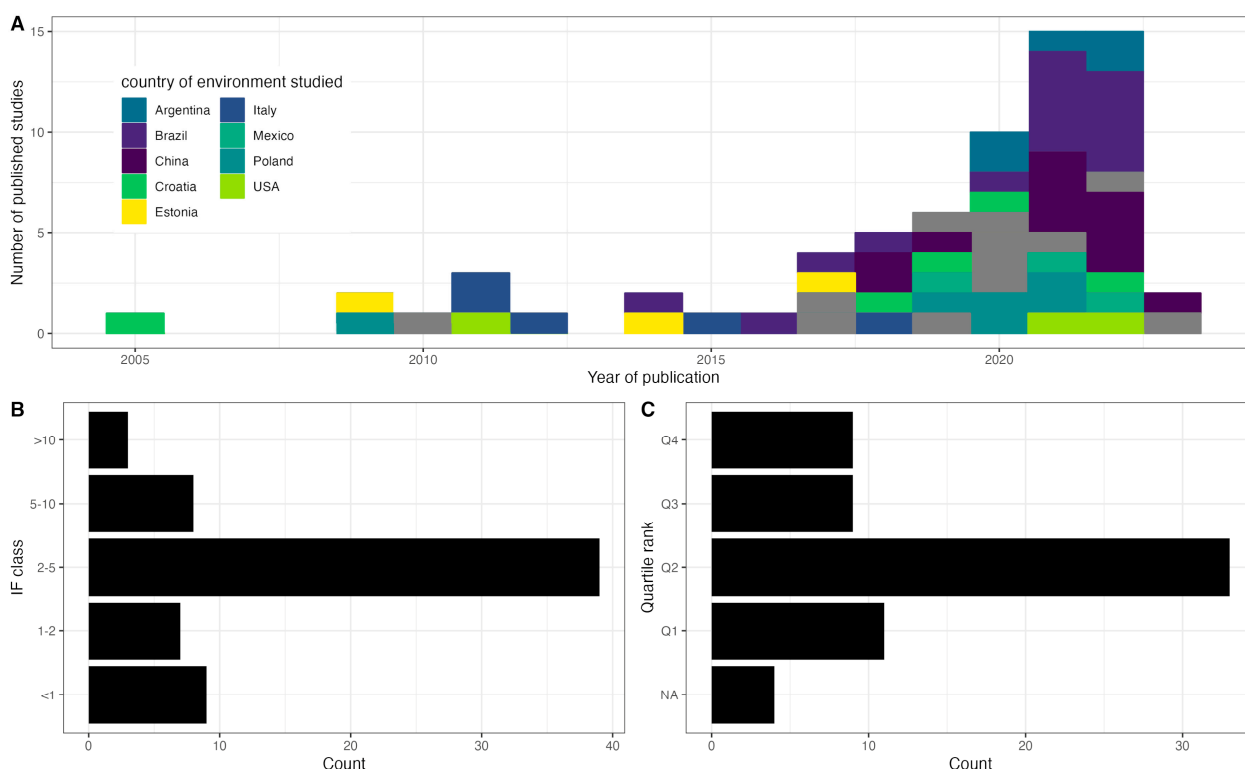 A
Number of published studies
15
10
5
0
country of environment studied
Argentina Italy
Brazil Mexico
China Poland
Croatia USA
Estonia
2005 2010 2015 2020
Year of publication
B
IF class
>10
5-10
2-5
1-2
<1
0 10 20 30 40
Count
C
Quartile rank
Q4
Q3
Q2
Q1
NA
0 10 20 30
Count